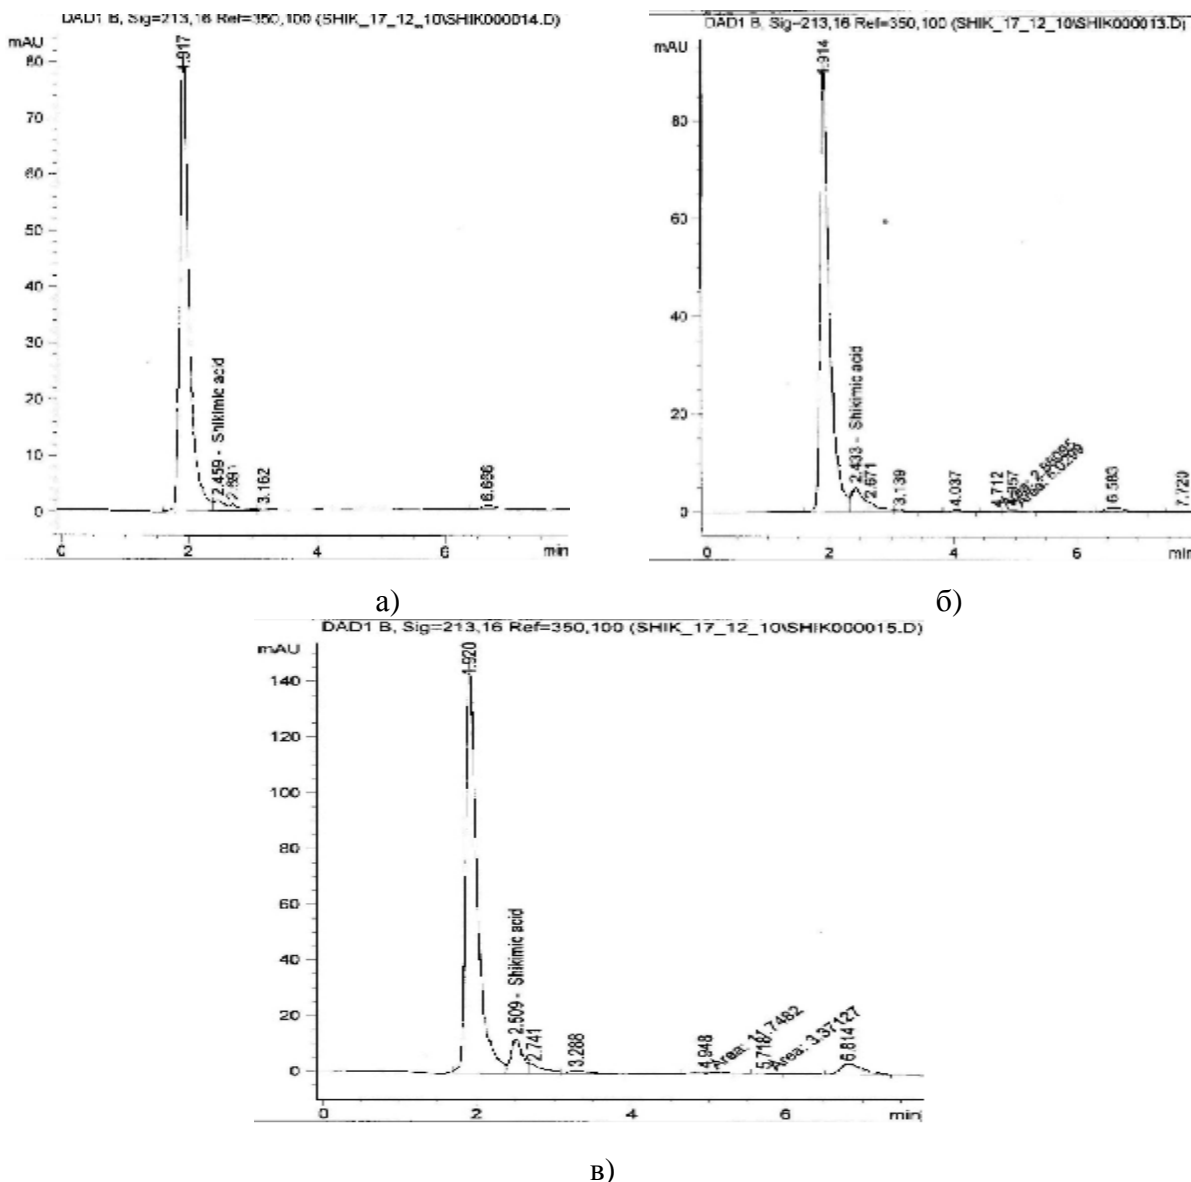 DAD1 B, Sig=213,16 Ref=350,100 (SHIK_17_12_10\SHIK000014.D)
mAU
80
70
60
50
40
30
20
10
0
1.917
2.459 - Shikimic acid
3.162
6.666
0 2 4 6 min
а)
DAD1 B, Sig=213,16 Ref=350,100 (SHIK_17_12_10\SHIK000013.D)
mAU
80
60
40
20
0
1.914
2.433 - Shikimic acid
2.671
3.139
4.037
4.712
6.583
7.720
0 2 4 6 min
б)
DAD1 B, Sig=213,16 Ref=350,100 (SHIK_17_12_10\SHIK000015.D)
mAU
140
120
100
80
60
40
20
0
1.920
2.509 - Shikimic acid
2.741
3.288
4.948
Area: 11.7482
5.718
Area: 3.37127
6.814
0 2 4 6 min
в)